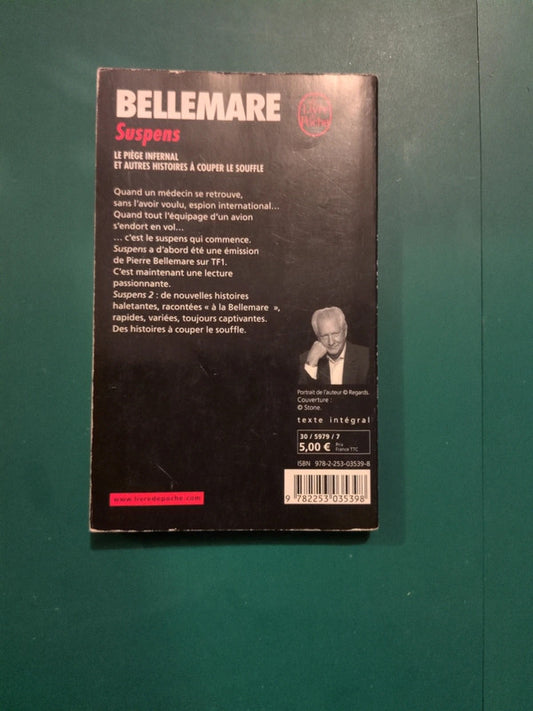 BELLEMARE
Suspens
LE PIÈGE INFERNAL
ET AUTRES HISTOIRES À COUPER LE SOUFFLE
Quand un médecin se retrouve,
sans l'avoir voulu, espion international...
Quand tout l'équipage d'un avion
s'endort en vol...
... c'est le suspens qui commence.
Suspens a d'abord été une émission
de Pierre Bellemare sur TF1.
C'est maintenant une lecture
passionnante.
Suspens 2 : de nouvelles histoires
haletantes, racontées « à la Bellemare »,
rapides, variées, toujours captivantes.
Des histoires à couper le souffle.
Portrait de l'auteur © Regards.
Couverture :
© Stone.
texte intégral
30 / 5979 / 7
5,00 € Prix
France TTC
ISBN 978-2-253-03539-8
9 782253 035398
www.livredepoche.com